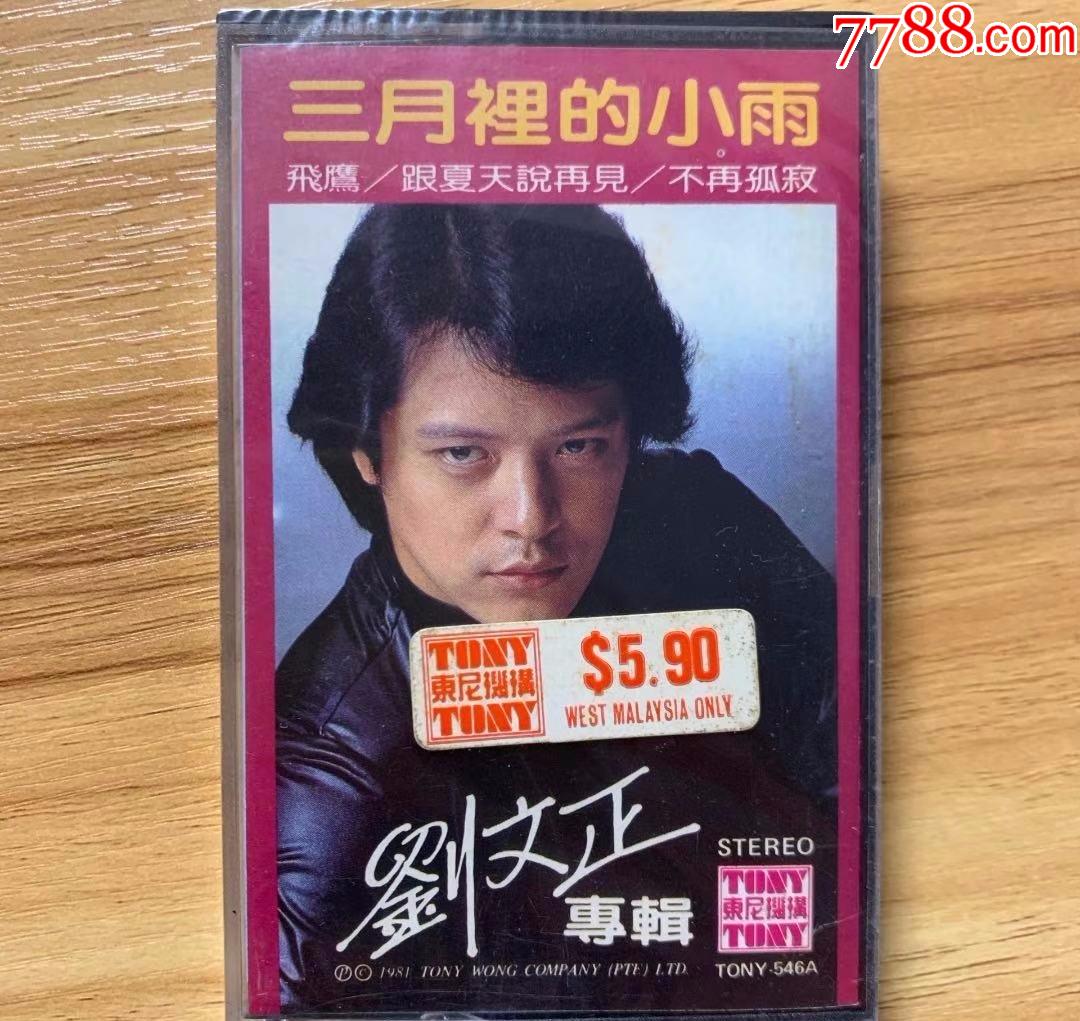 7788.com
三月裡的小雨
飛鷹／跟夏天說再見／不再孤寂
TONY
東尼機構
TONY
$5.90
WEST MALAYSIA ONLY
劉文正
專輯
STEREO
TONY
東尼機構
TONY
TONY-546A
Ⓟ © 1981 TONY WONG COMPANY (PTE) LTD.